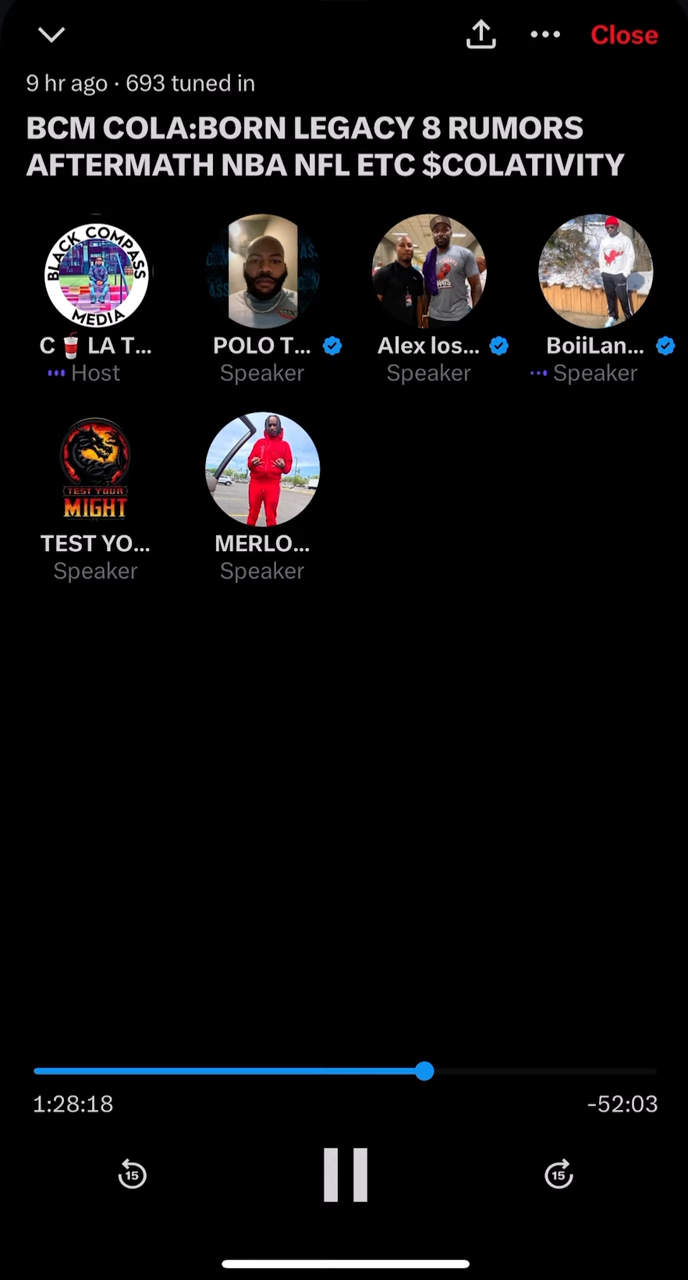 Close
9 hr ago · 693 tuned in
BCM COLA:BORN LEGACY 8 RUMORS
AFTERMATH NBA NFL ETC $COLATIVITY
BLACK COMPASS
MEDIA
C 🥤 LA T...
POLO T...
Alex los...
BoiiLan...
Host
Speaker
Speaker
Speaker
TEST YOUR
MIGHT
TEST YO...
MERLO...
Speaker
Speaker
1:28:18
-52:03
15
15